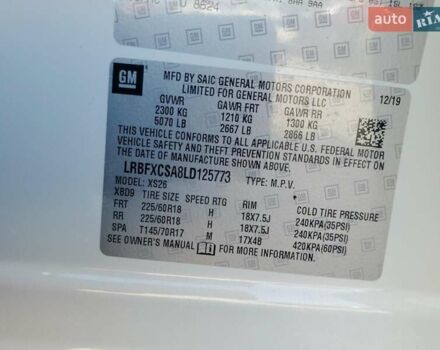 U 8624
RIA
GM
MFD BY SAIC GENERAL MOTORS CORPORATION
LIMITED FOR GENERAL MOTORS LLC
12/19
GVWR GAWR FRT GAWR RR
2300 KG 1210 KG 1300 KG
5070 LB 2667 LB 2866 LB
THIS VEHICLE CONFORMS TO ALL APPLICABLE U.S. FEDERAL MOTOR
VEHICLE SAFETY AND THEFT PREVENTION STANDARDS IN EFFECT
ON THE DATE OF MANUFACTURE SHOWN ABOVE.
LRBFXCSA8LD125773 TYPE: M.P.V.
MODEL: XS26
XBD9 TIRE SIZE SPEED RTG RIM COLD TIRE PRESSURE
FRT 225/60R18 H 18X7.5J 240KPA(35PSI)
RR 225/60R18 H 18X7.5J 240KPA(35PSI)
SPA T145/70R17 M 17X4B 420KPA(60PSI)
SEE OWNER'S MANUAL FOR MORE INFORMATION.